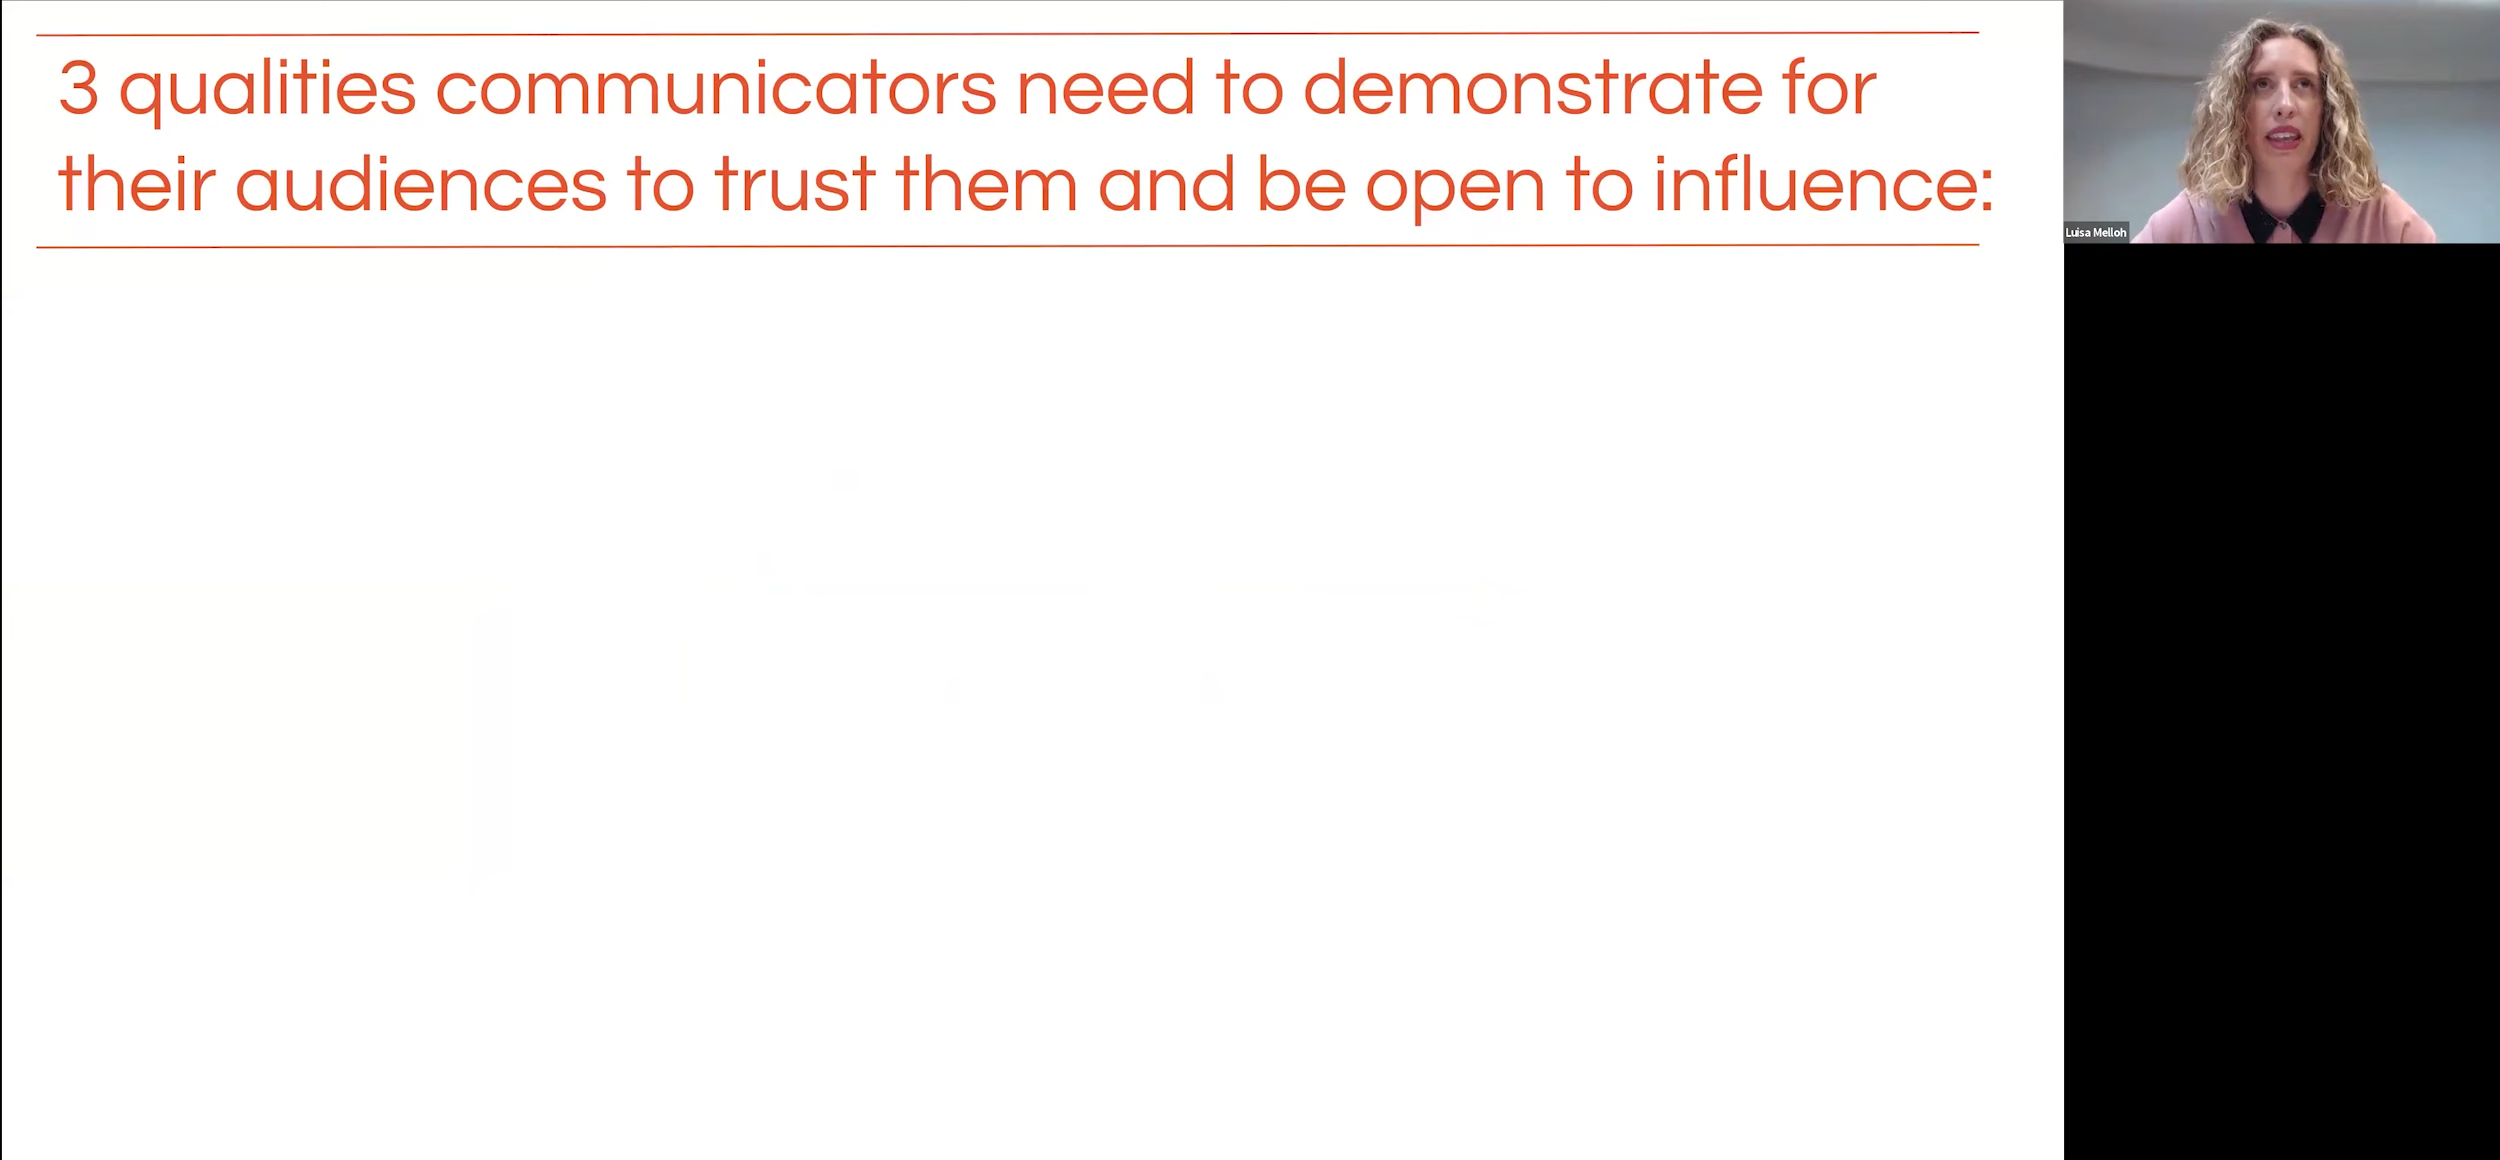 3 qualities communicators need to demonstrate for
their audiences to trust them and be open to influence:
Luisa Melloh